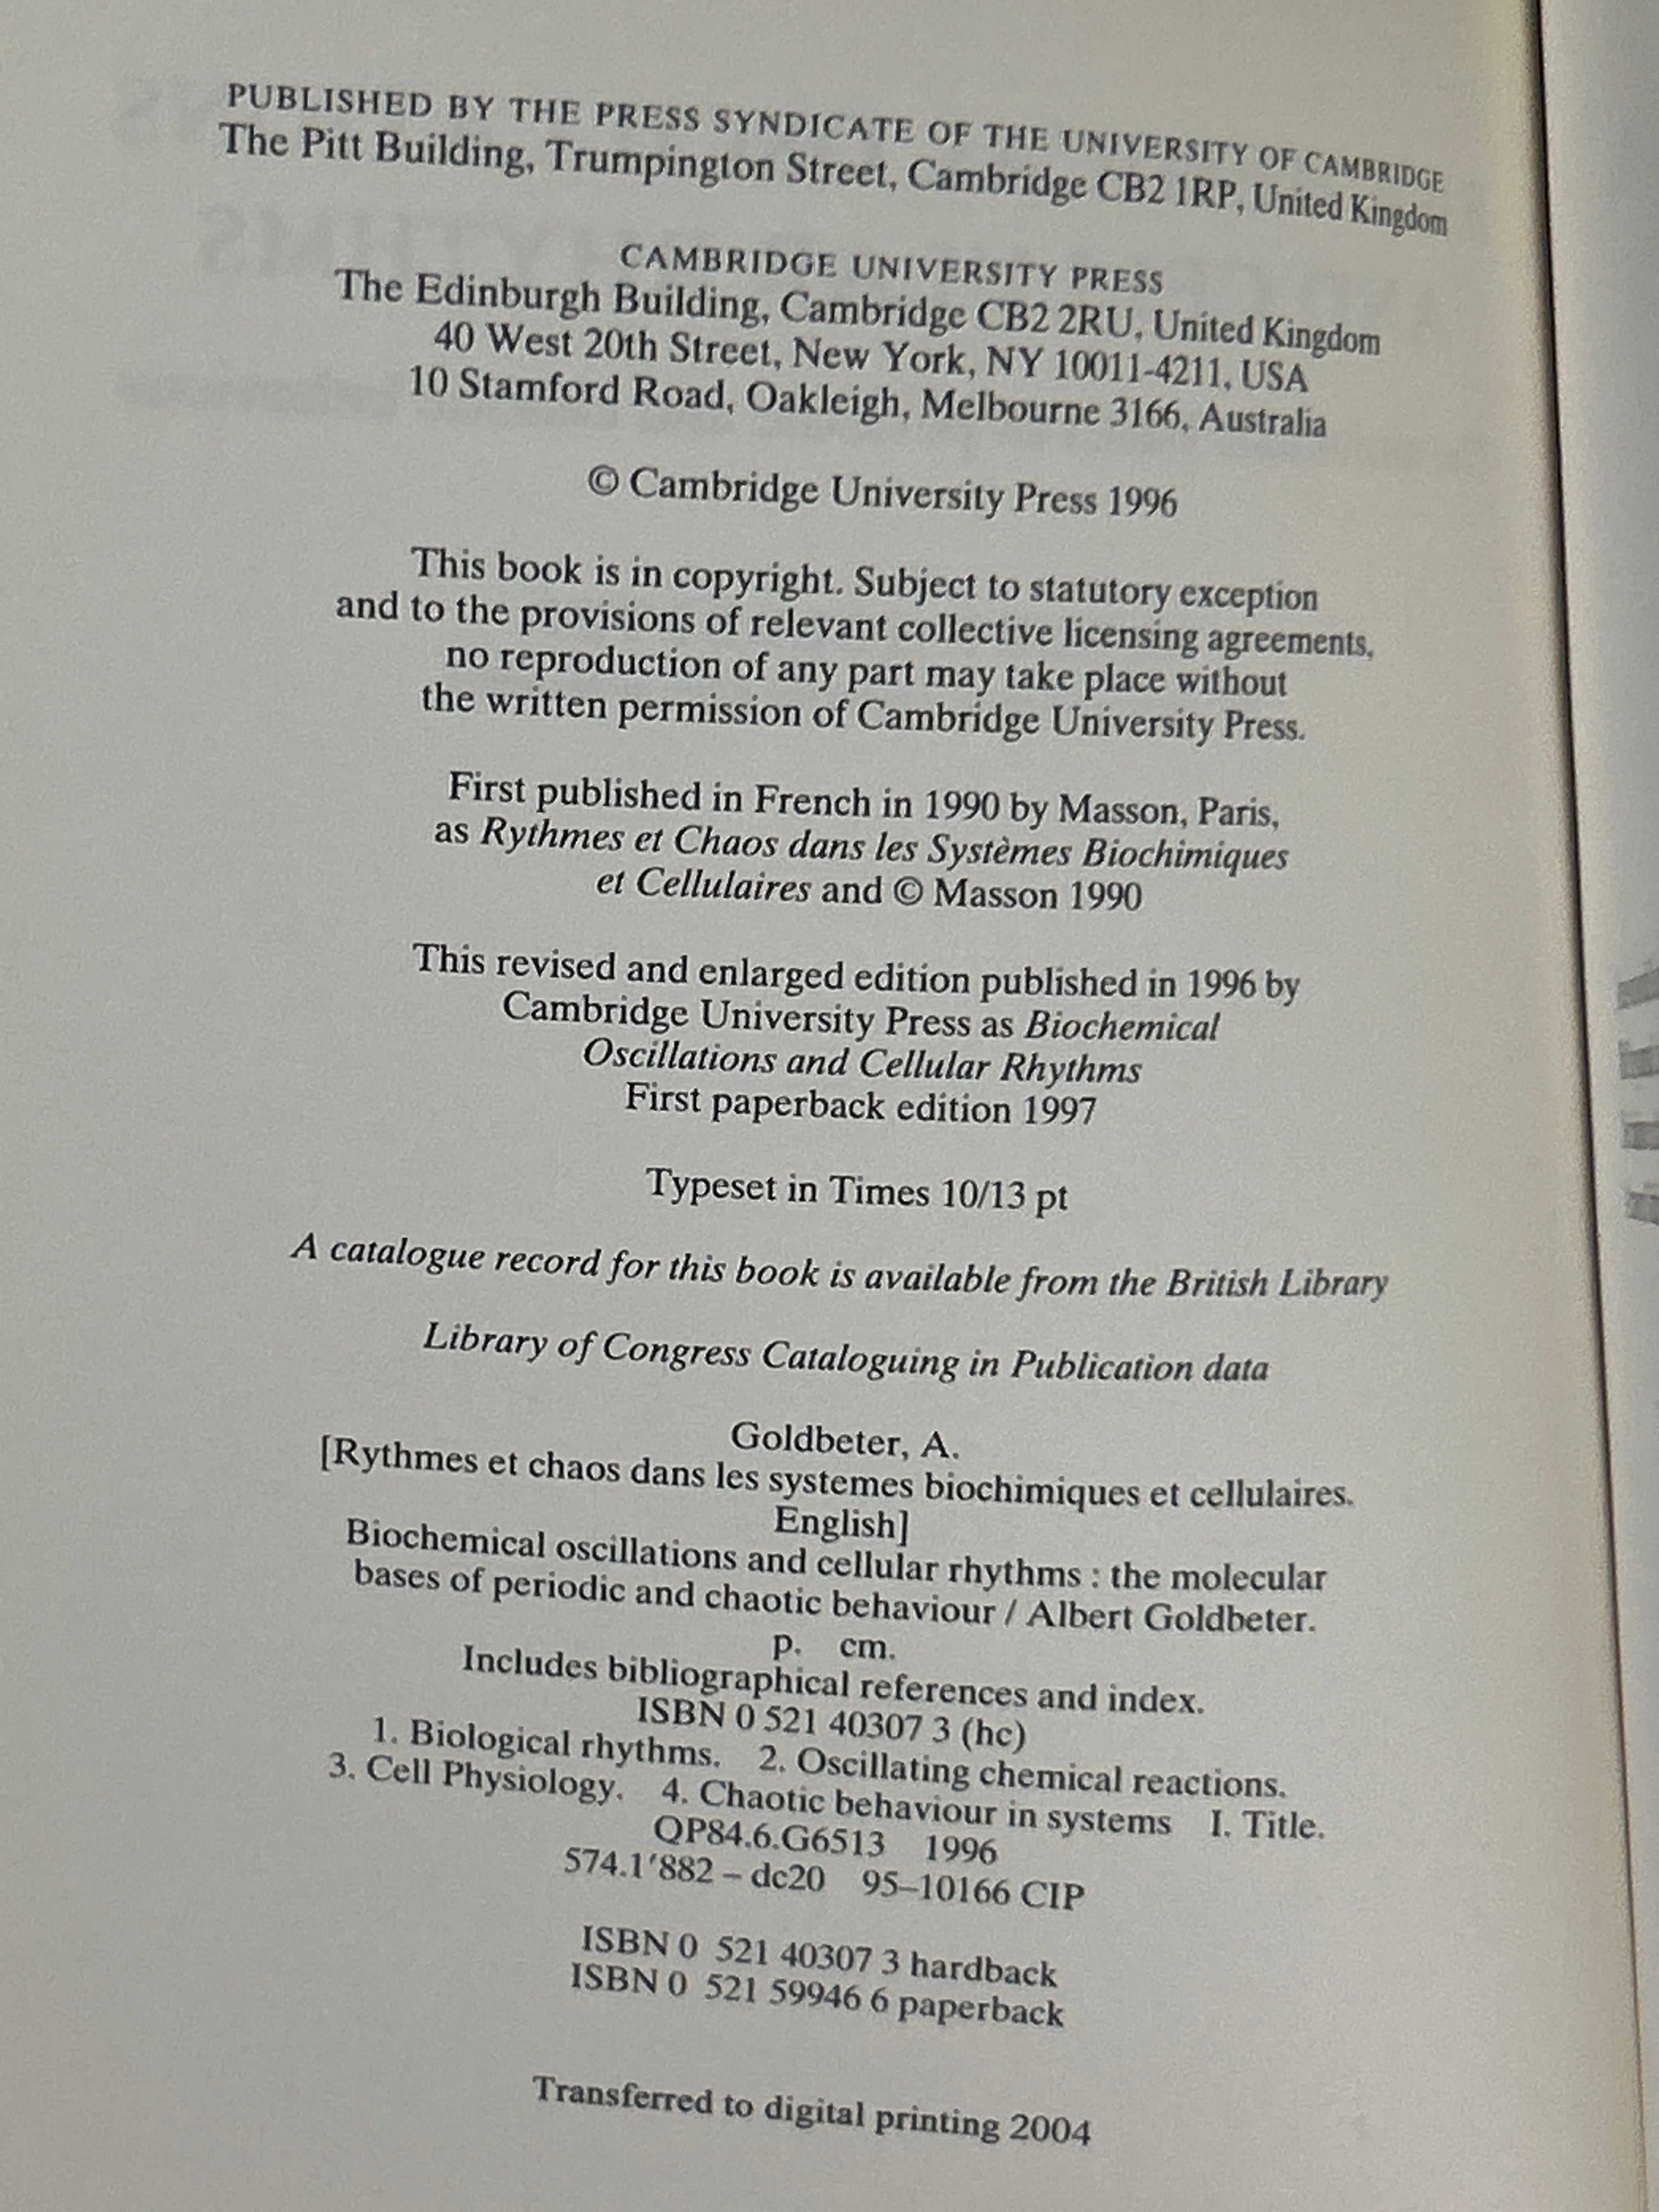 PUBLISHED BY THE PRESS SYNDICATE OF THE UNIVERSITY OF CAMBRIDGE
The Pitt Building, Trumpington Street, Cambridge CB2 1RP, United Kingdom
CAMBRIDGE UNIVERSITY PRESS
The Edinburgh Building, Cambridge CB2 2RU, United Kingdom
40 West 20th Street, New York, NY 10011-4211, USA
10 Stamford Road, Oakleigh, Melbourne 3166, Australia
© Cambridge University Press 1996
This book is in copyright. Subject to statutory exception
and to the provisions of relevant collective licensing agreements,
no reproduction of any part may take place without
the written permission of Cambridge University Press.
First published in French in 1990 by Masson, Paris,
as Rythmes et Chaos dans les Systèmes Biochimiques
et Cellulaires and © Masson 1990
This revised and enlarged edition published in 1996 by
Cambridge University Press as Biochemical
Oscillations and Cellular Rhythms
First paperback edition 1997
Typeset in Times 10/13 pt
A catalogue record for this book is available from the British Library
Library of Congress Cataloguing in Publication data
Goldbeter, A.
[Rythmes et chaos dans les systemes biochimiques et cellulaires.
English]
Biochemical oscillations and cellular rhythms : the molecular
bases of periodic and chaotic behaviour / Albert Goldbeter.
p. cm.
Includes bibliographical references and index.
ISBN 0 521 40307 3 (hc)
1. Biological rhythms. 2. Oscillating chemical reactions.
3. Cell Physiology. 4. Chaotic behaviour in systems I. Title.
QP84.6.G6513 1996
574.1'882 – dc20 95–10166 CIP
ISBN 0 521 40307 3 hardback
ISBN 0 521 59946 6 paperback
Transferred to digital printing 2004